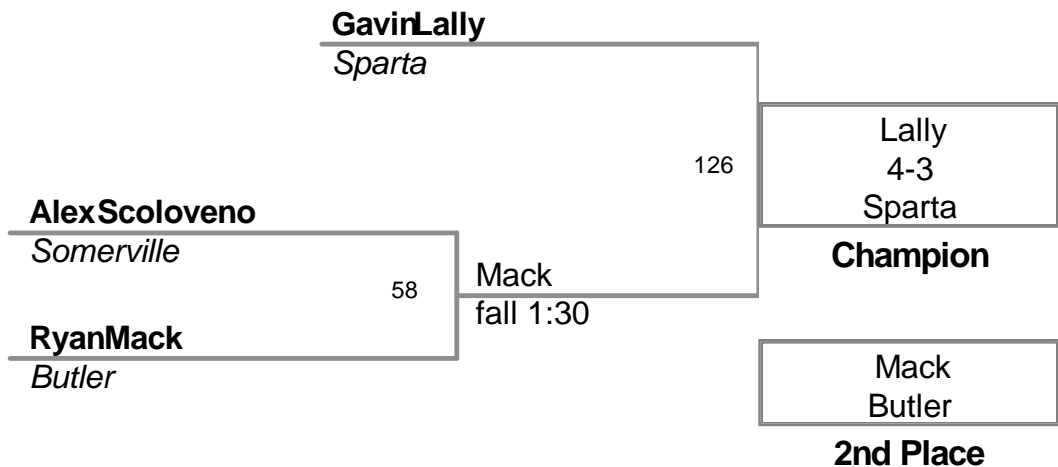 GavinLally
Sparta
Lally
4-3
Sparta
Champion
126
AlexScoloveno
Somerville
58
Mack
fall 1:30
RyanMack
Butler
Mack
Butler
2nd Place